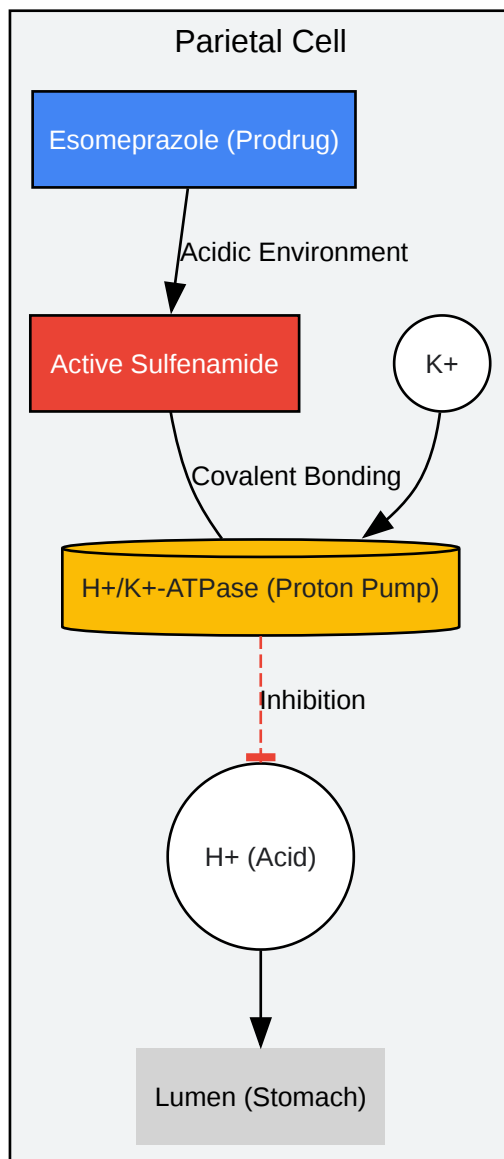 Parietal Cell
Esomeprazole (Prodrug)
Acidic Environment
Active Sulfenamide
K+
Covalent Bonding
H+/K+-ATPase (Proton Pump)
Inhibition
H+ (Acid)
Lumen (Stomach)